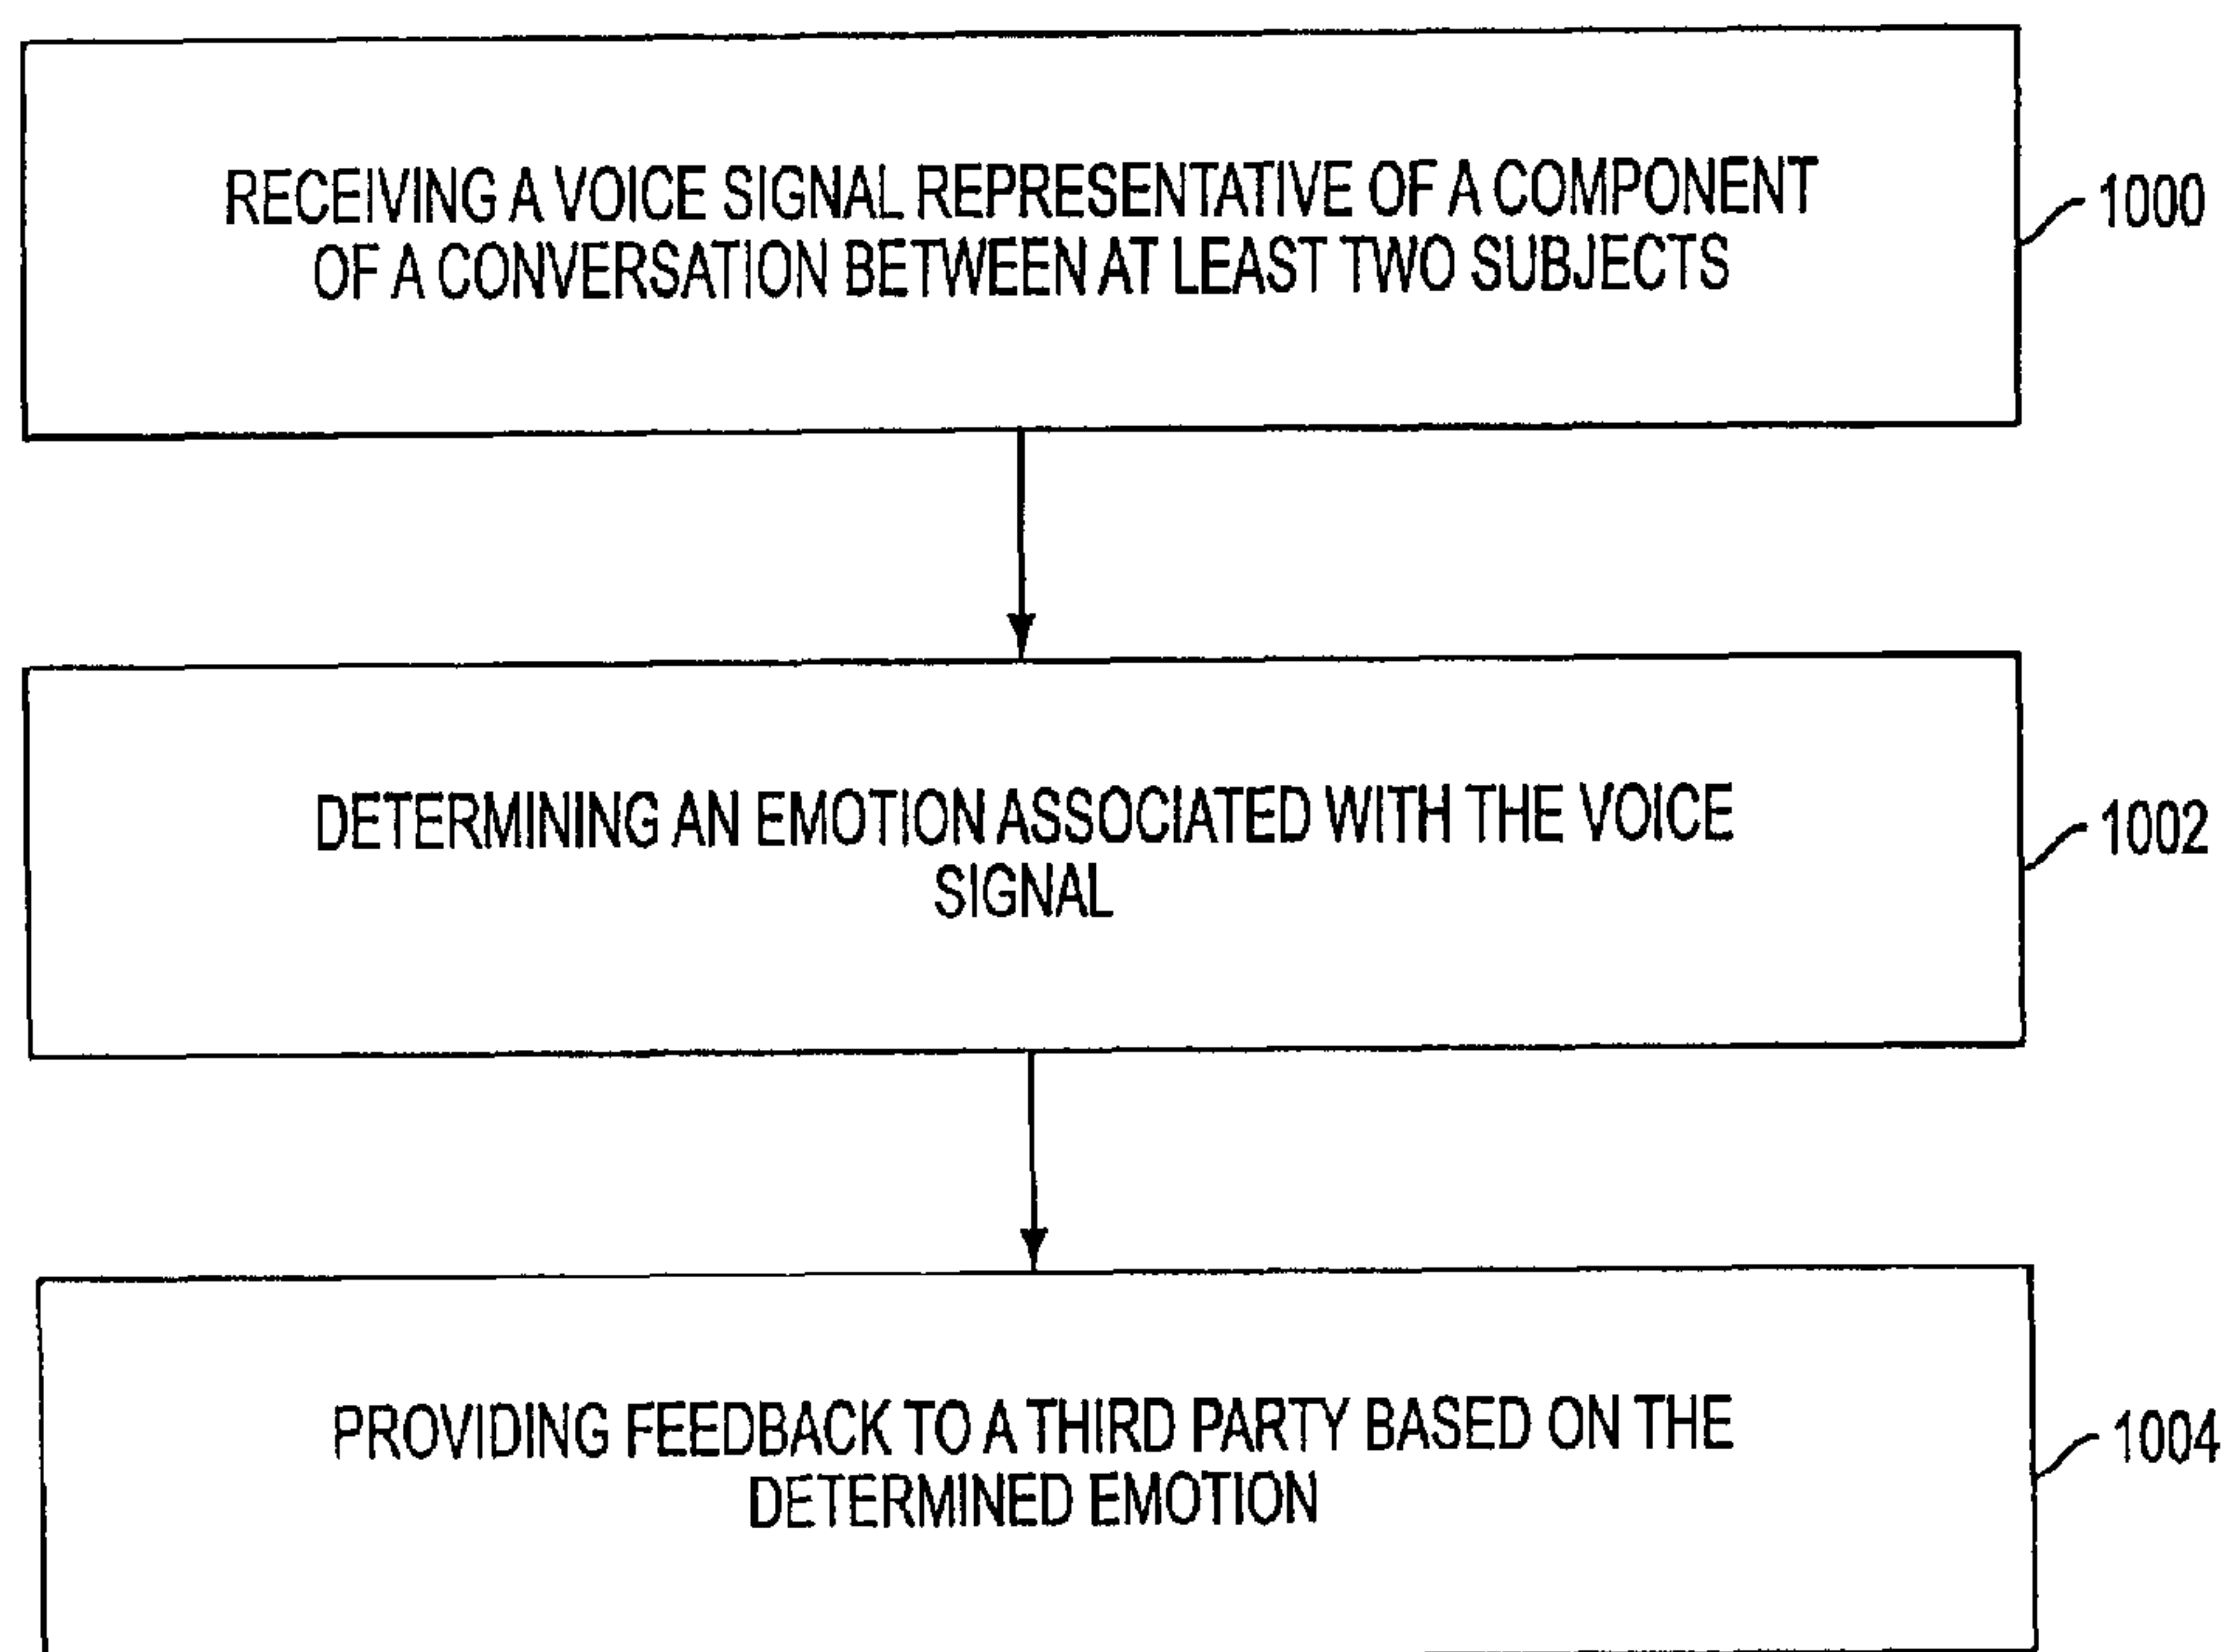 RECEIVING A VOICE SIGNAL REPRESENTATIVE OF A COMPONENT
OF A CONVERSATION BETWEEN AT LEAST TWO SUBJECTS
1000
DETERMINING AN EMOTION ASSOCIATED WITH THE VOICE
SIGNAL
1002
PROVIDING FEEDBACK TO A THIRD PARTY BASED ON THE
DETERMINED EMOTION
1004